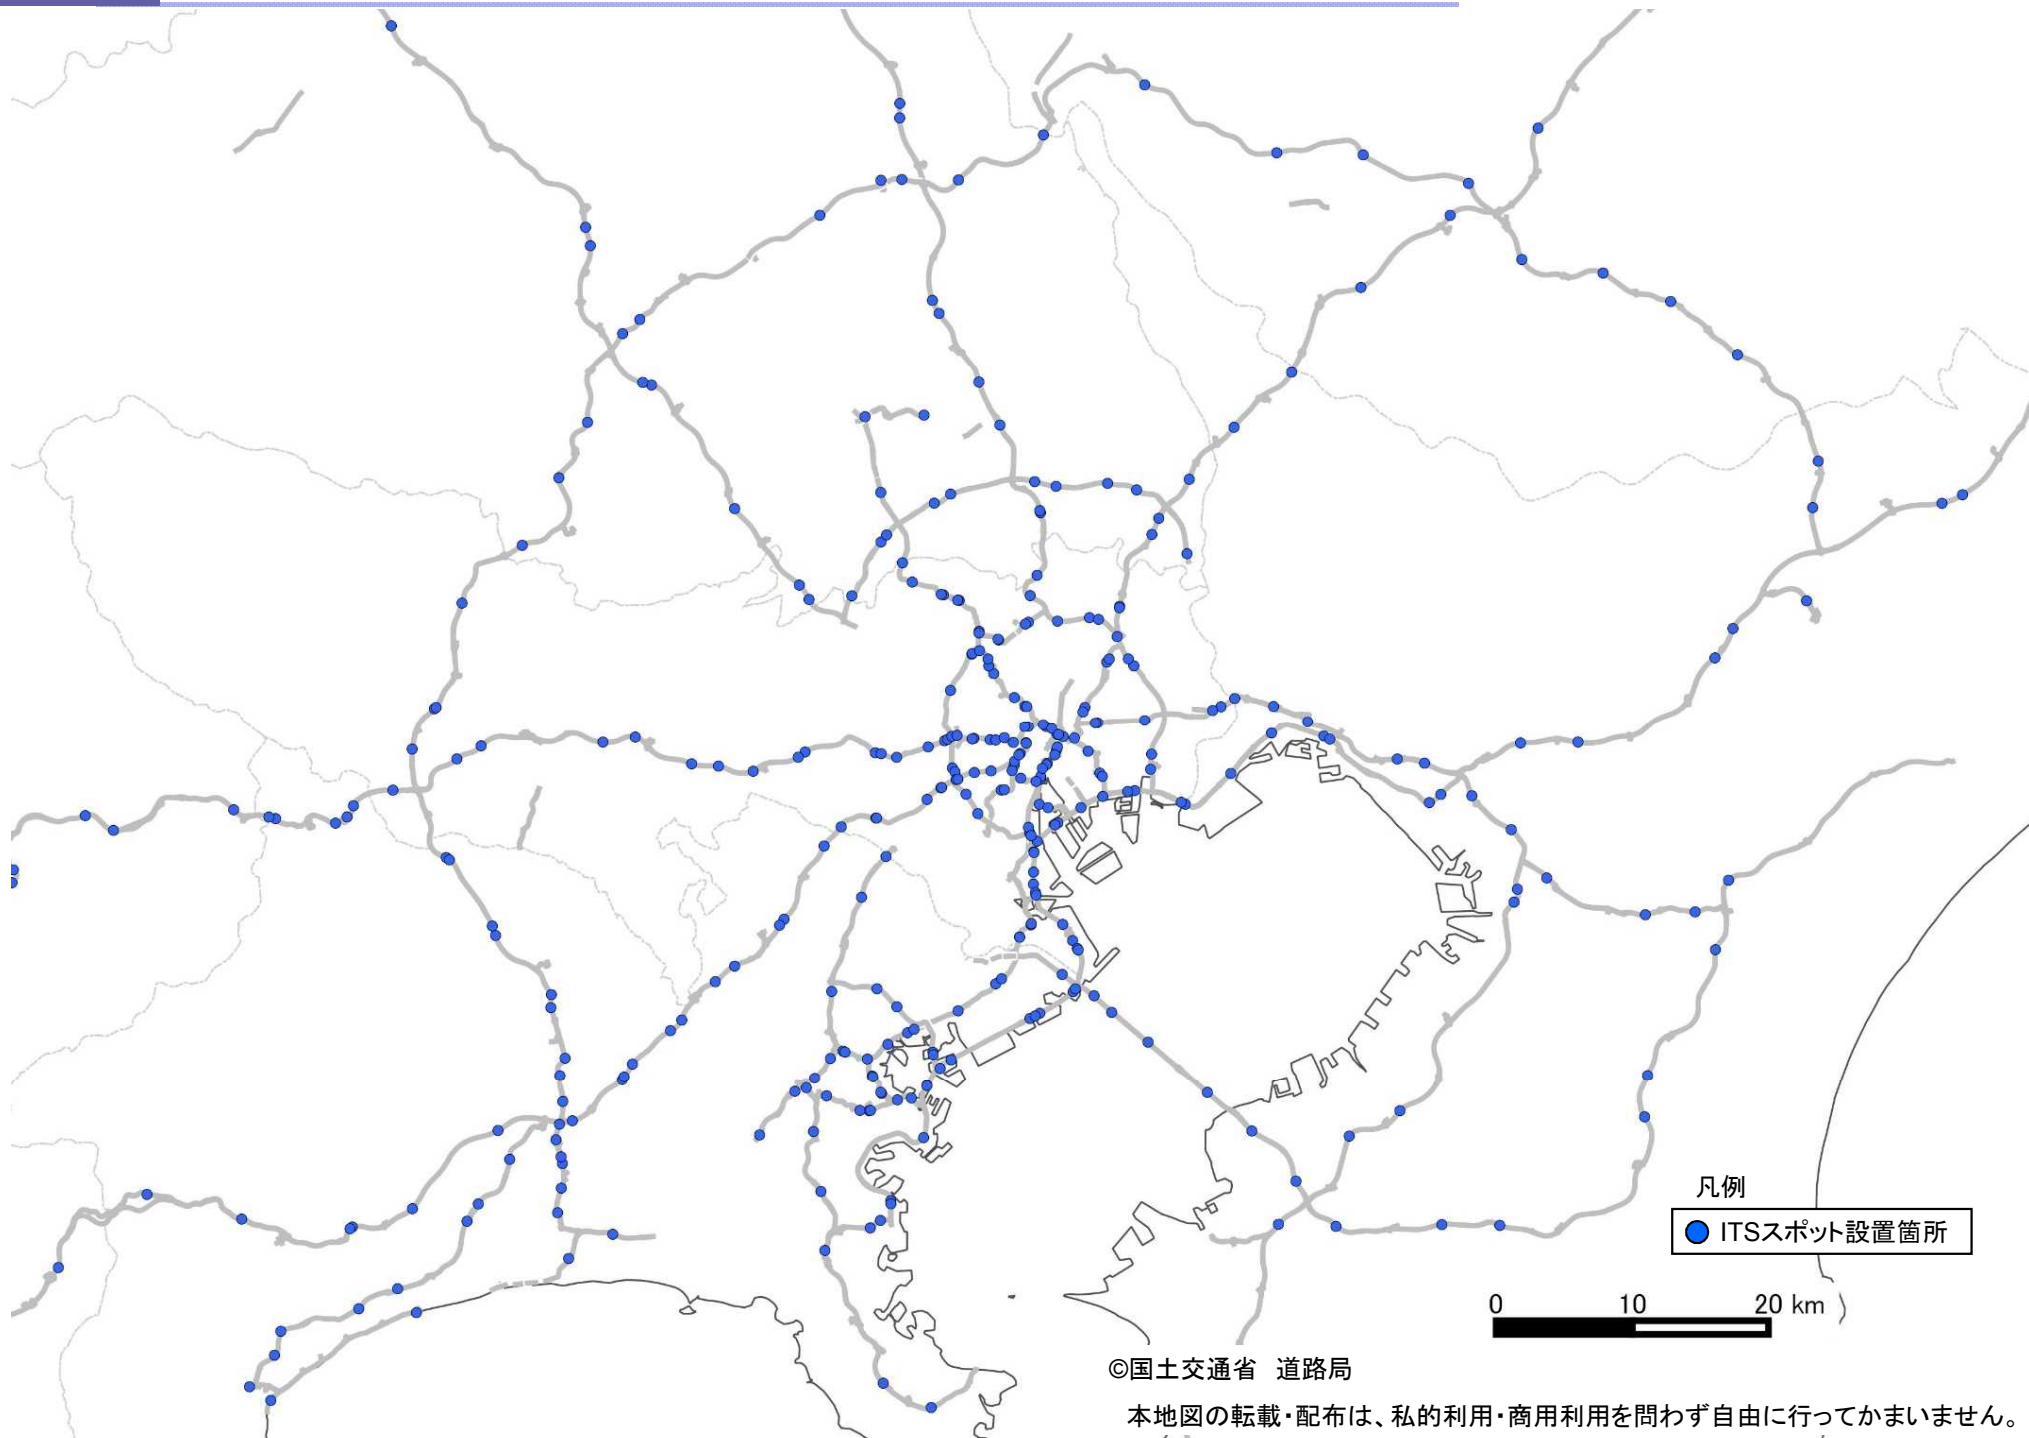 凡例
ITSスポット設置箇所
0 10 20 km
©国土交通省 道路局
本地図の転載・配布は、私的利用・商用利用を問わず自由に行ってかまいません。